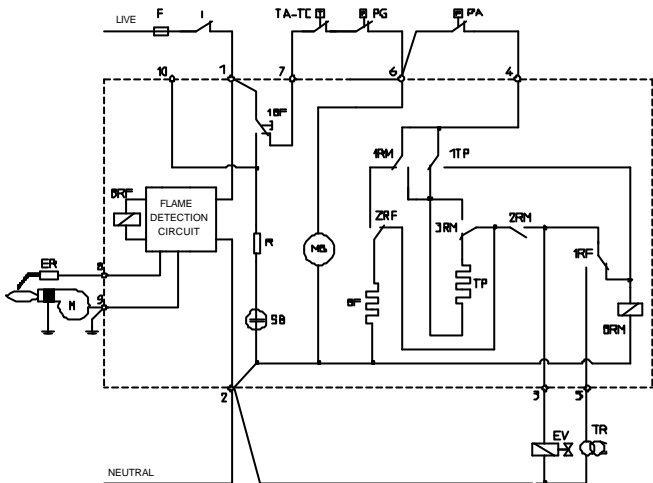 LIVE
F
I
TA-TC
PG
PA
10
1
7
6
4
1BF
1RM
1TP
BRF
FLAME
DETECTION
CIRCUIT
2RF
3RM
2RM
R
MB
1RF
ER
8
BF
TP
M
9
SB
BRM
2
3
5
EV
TR
NEUTRAL